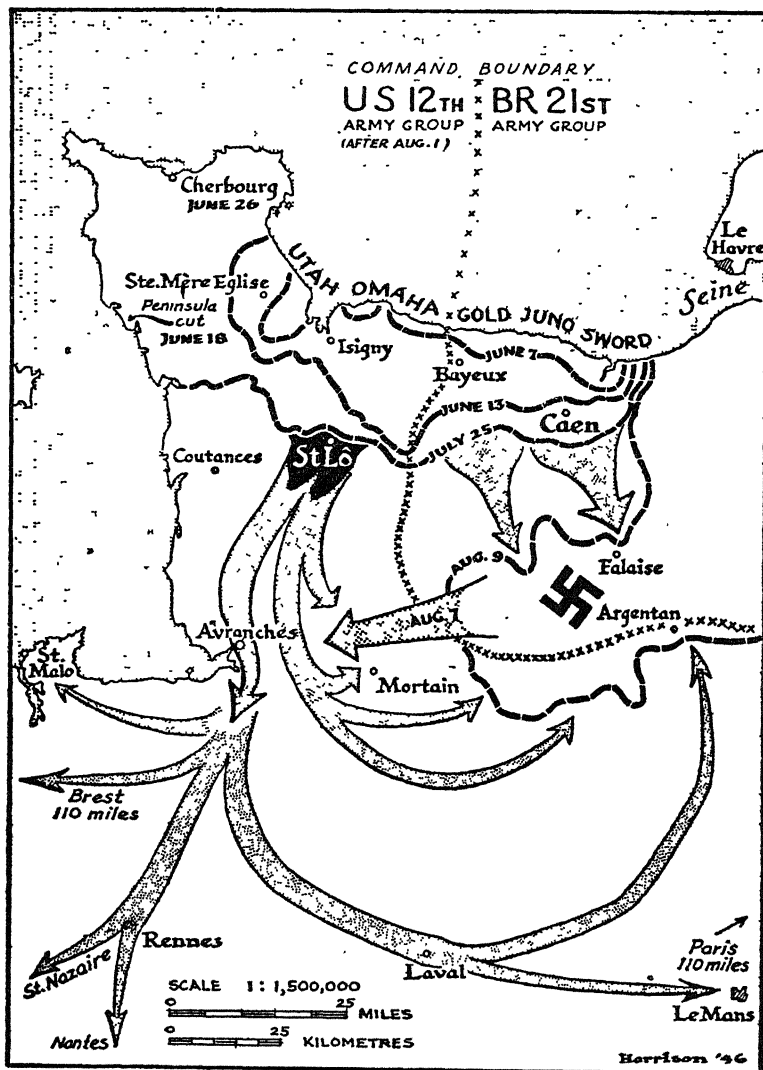 COMMAND BOUNDARY
US 12TH
ARMY GROUP
(AFTER AUG. 1)
BR 21ST
ARMY GROUP
Cherbourg
JUNE 26
Le
Havre
Seine
UTAH
OMAHA
GOLD
JUNO
SWORD
Ste. Mère Eglise
Peninsula
cut
JUNE 18
Isigny
JUNE 7
Bayeux
JUNE 13
Caen
JULY 25
Coutances
St Lô
AUG. 9
Falaise
Argentan
AUG. 7
Avranches
St.
Malo
Mortain
Brest
110 miles
Rennes
St. Nazaire
Nantes
Laval
Paris
110 miles
Le Mans
SCALE 1 : 1,500,000
0 25
MILES
0 25
KILOMETRES
Harrison '46